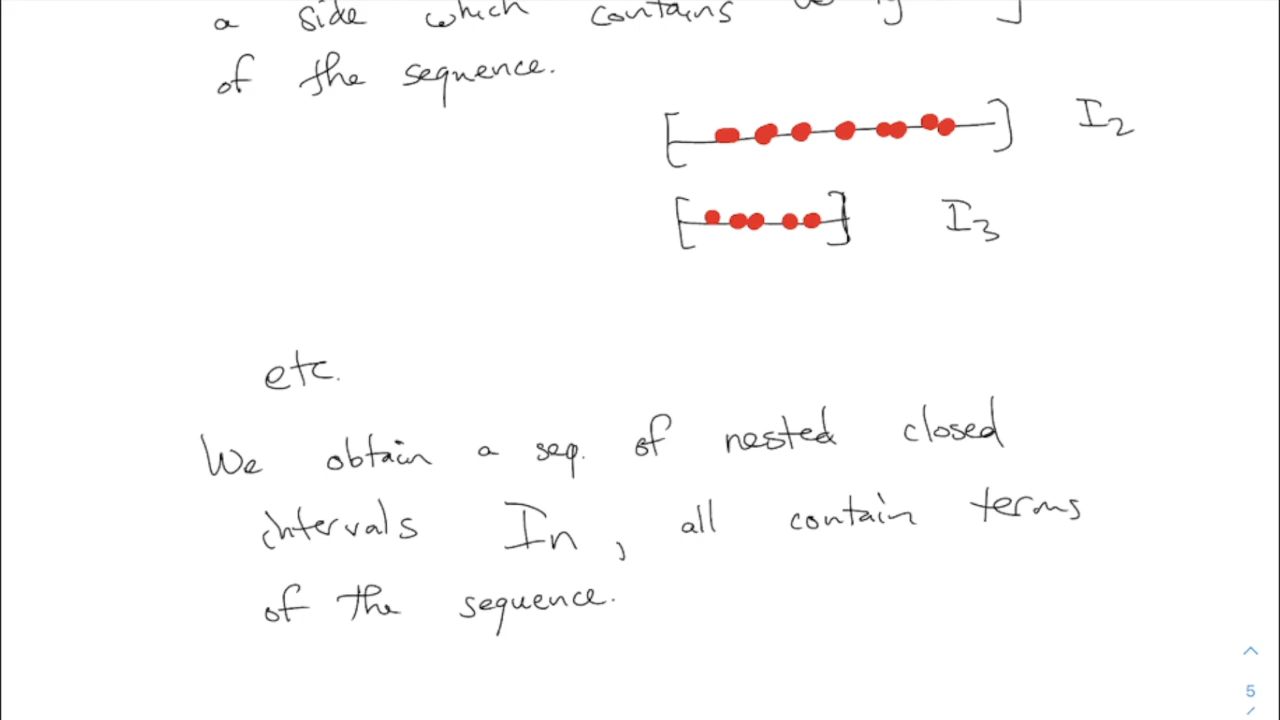 a side which contains
of the sequence.
[ ] I2
[ ] I3
etc.
We obtain a seq. of nested closed
intervals In, all contain terms
of the sequence.
5